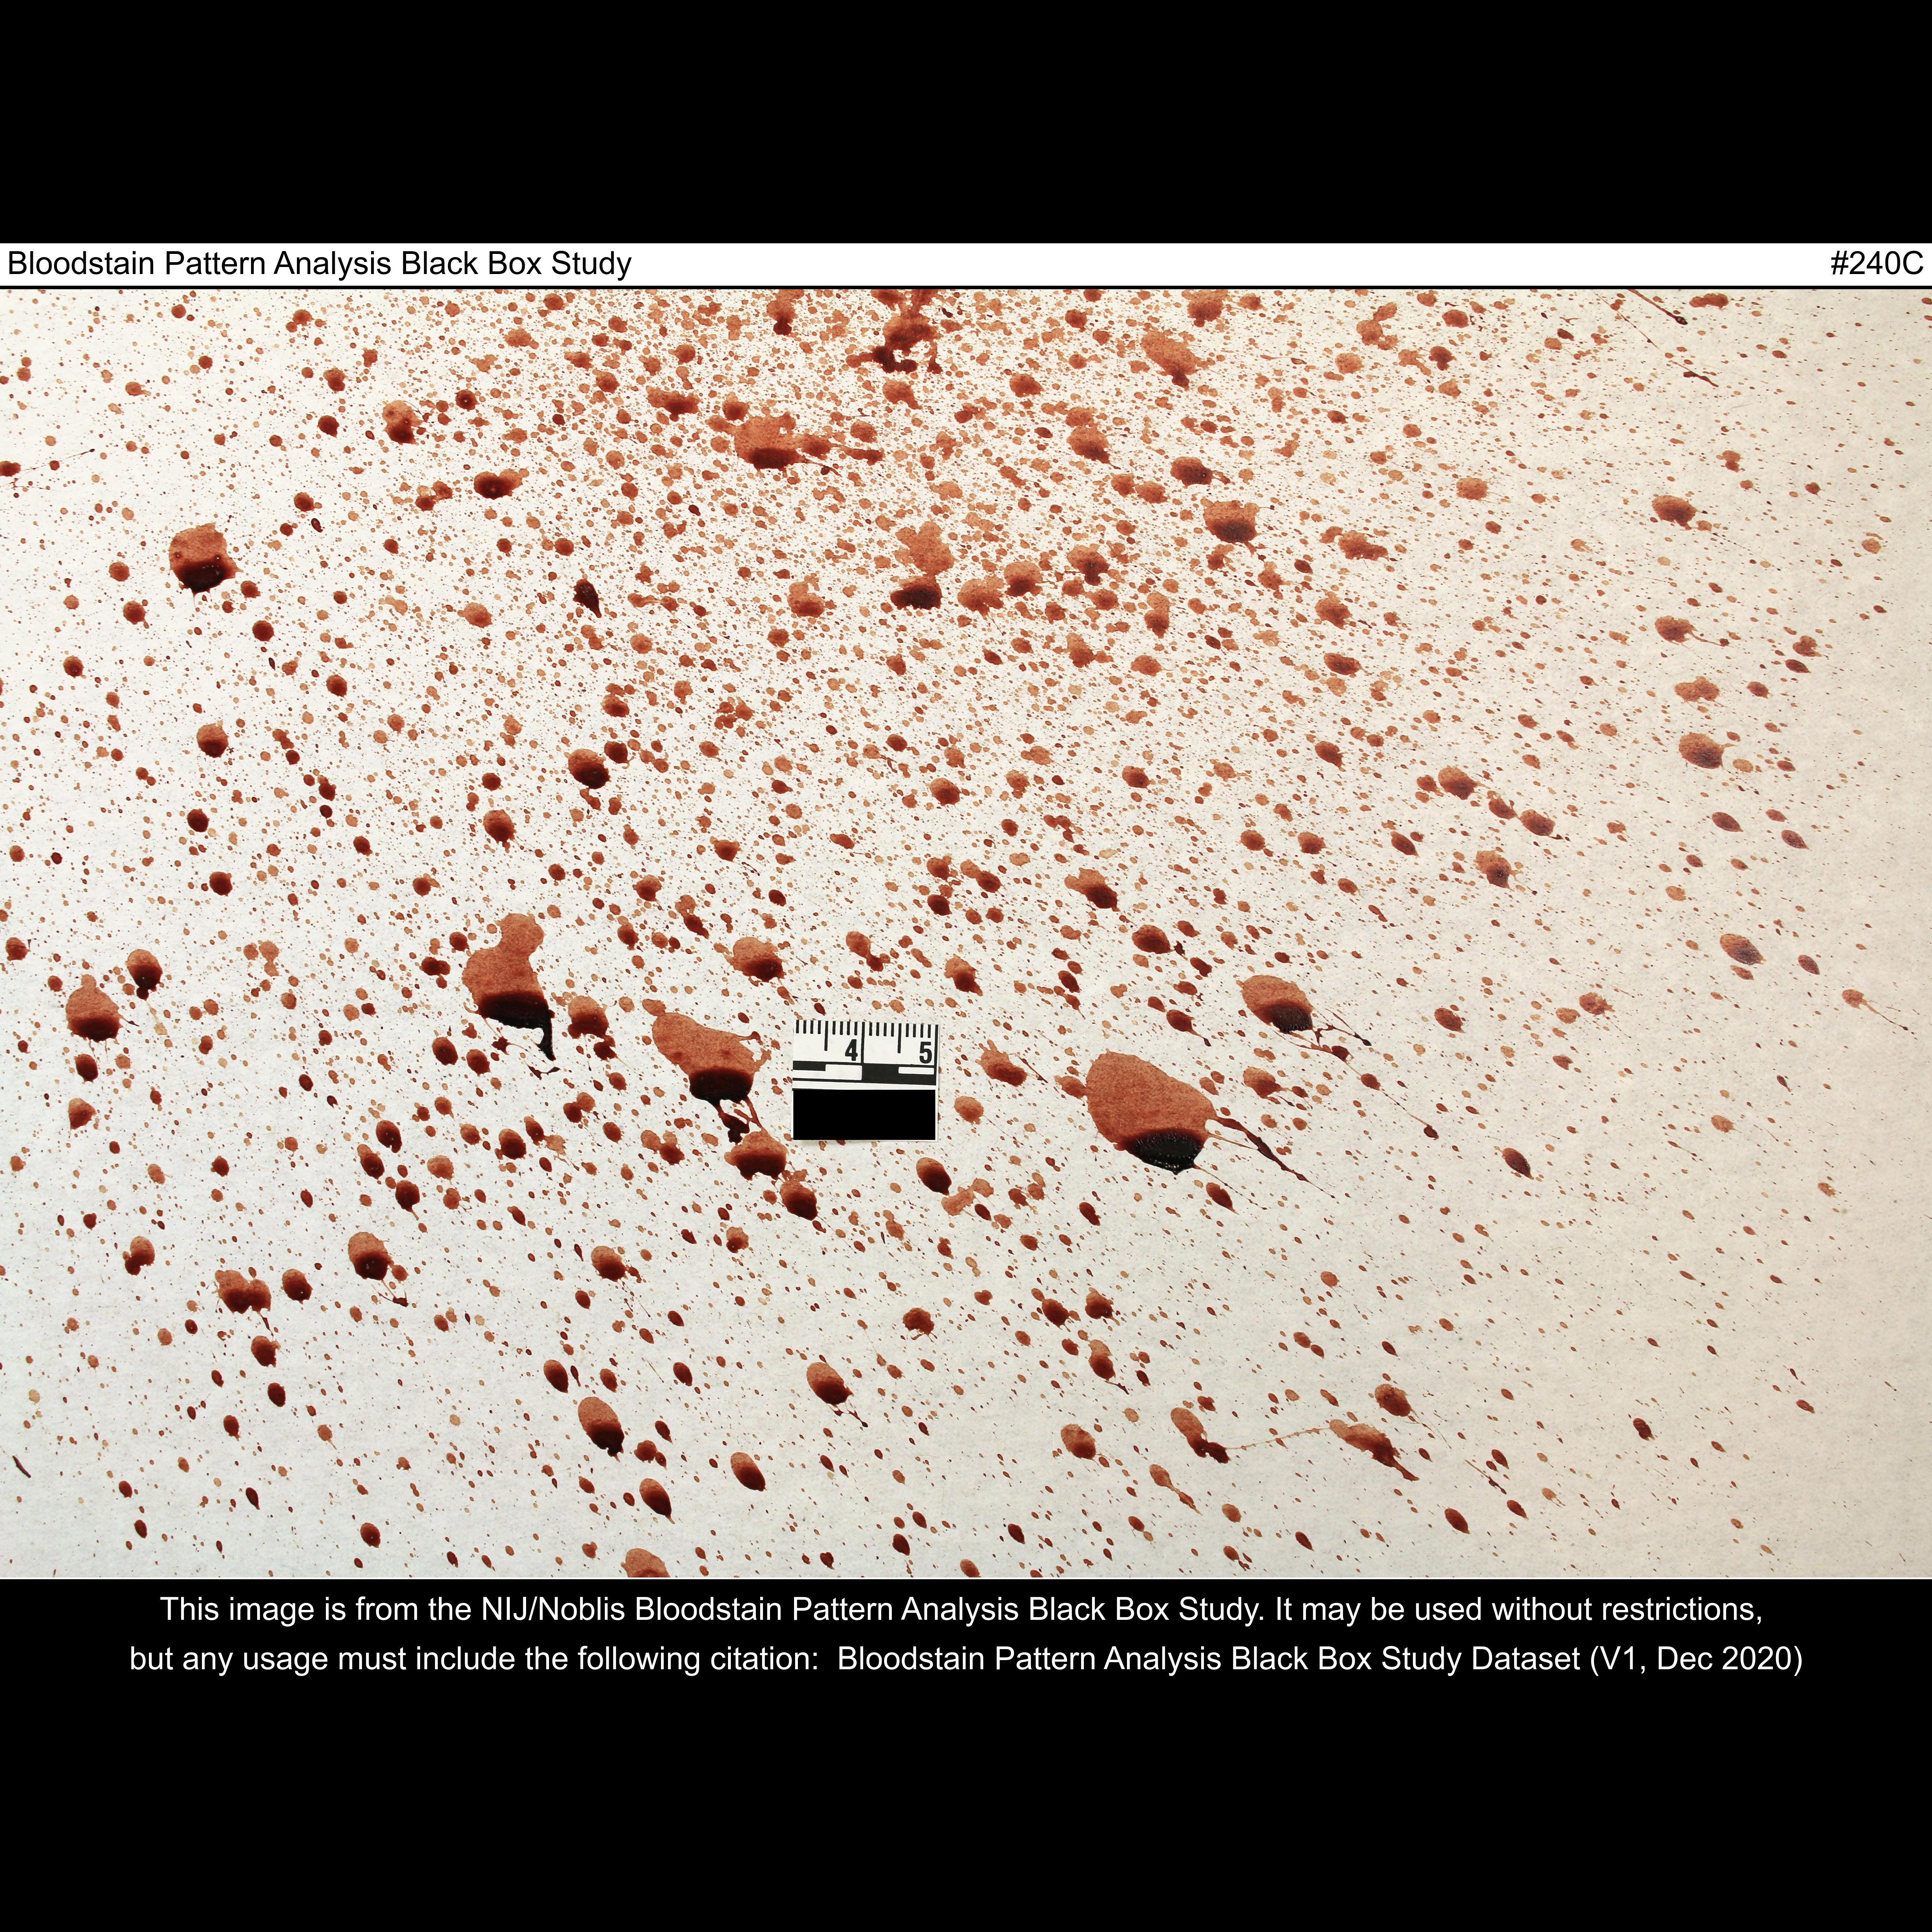 Bloodstain Pattern Analysis Black Box Study #240C
4 5
This image is from the NIJ/Noblis Bloodstain Pattern Analysis Black Box Study. It may be used without restrictions,
but any usage must include the following citation:  Bloodstain Pattern Analysis Black Box Study Dataset (V1, Dec 2020)